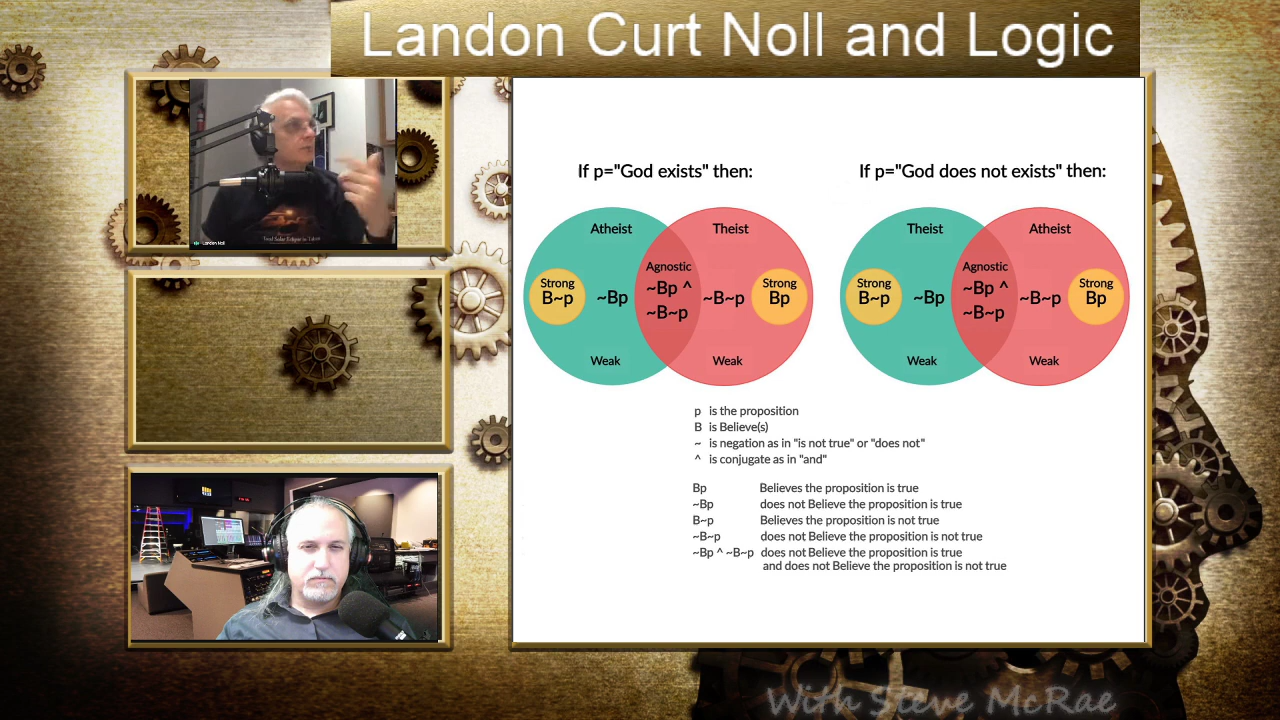 Landon Curt Noll and Logic
Landon Noll
If p="God exists" then:
Atheist
Theist
Agnostic
Strong
B~p
~Bp
~Bp ^
~B~p
~B~p
Strong
Bp
Weak
Weak
If p="God does not exists" then:
Theist
Atheist
Agnostic
Strong
B~p
~Bp
~Bp ^
~B~p
~B~p
Strong
Bp
Weak
Weak
p is the proposition
B is Believe(s)
~ is negation as in "is not true" or "does not"
^ is conjugate as in "and"
Bp Believes the proposition is true
~Bp does not Believe the proposition is true
B~p Believes the proposition is not true
~B~p does not Believe the proposition is not true
~Bp ^ ~B~p does not Believe the proposition is true
and does not Believe the proposition is not true
With Steve McRae